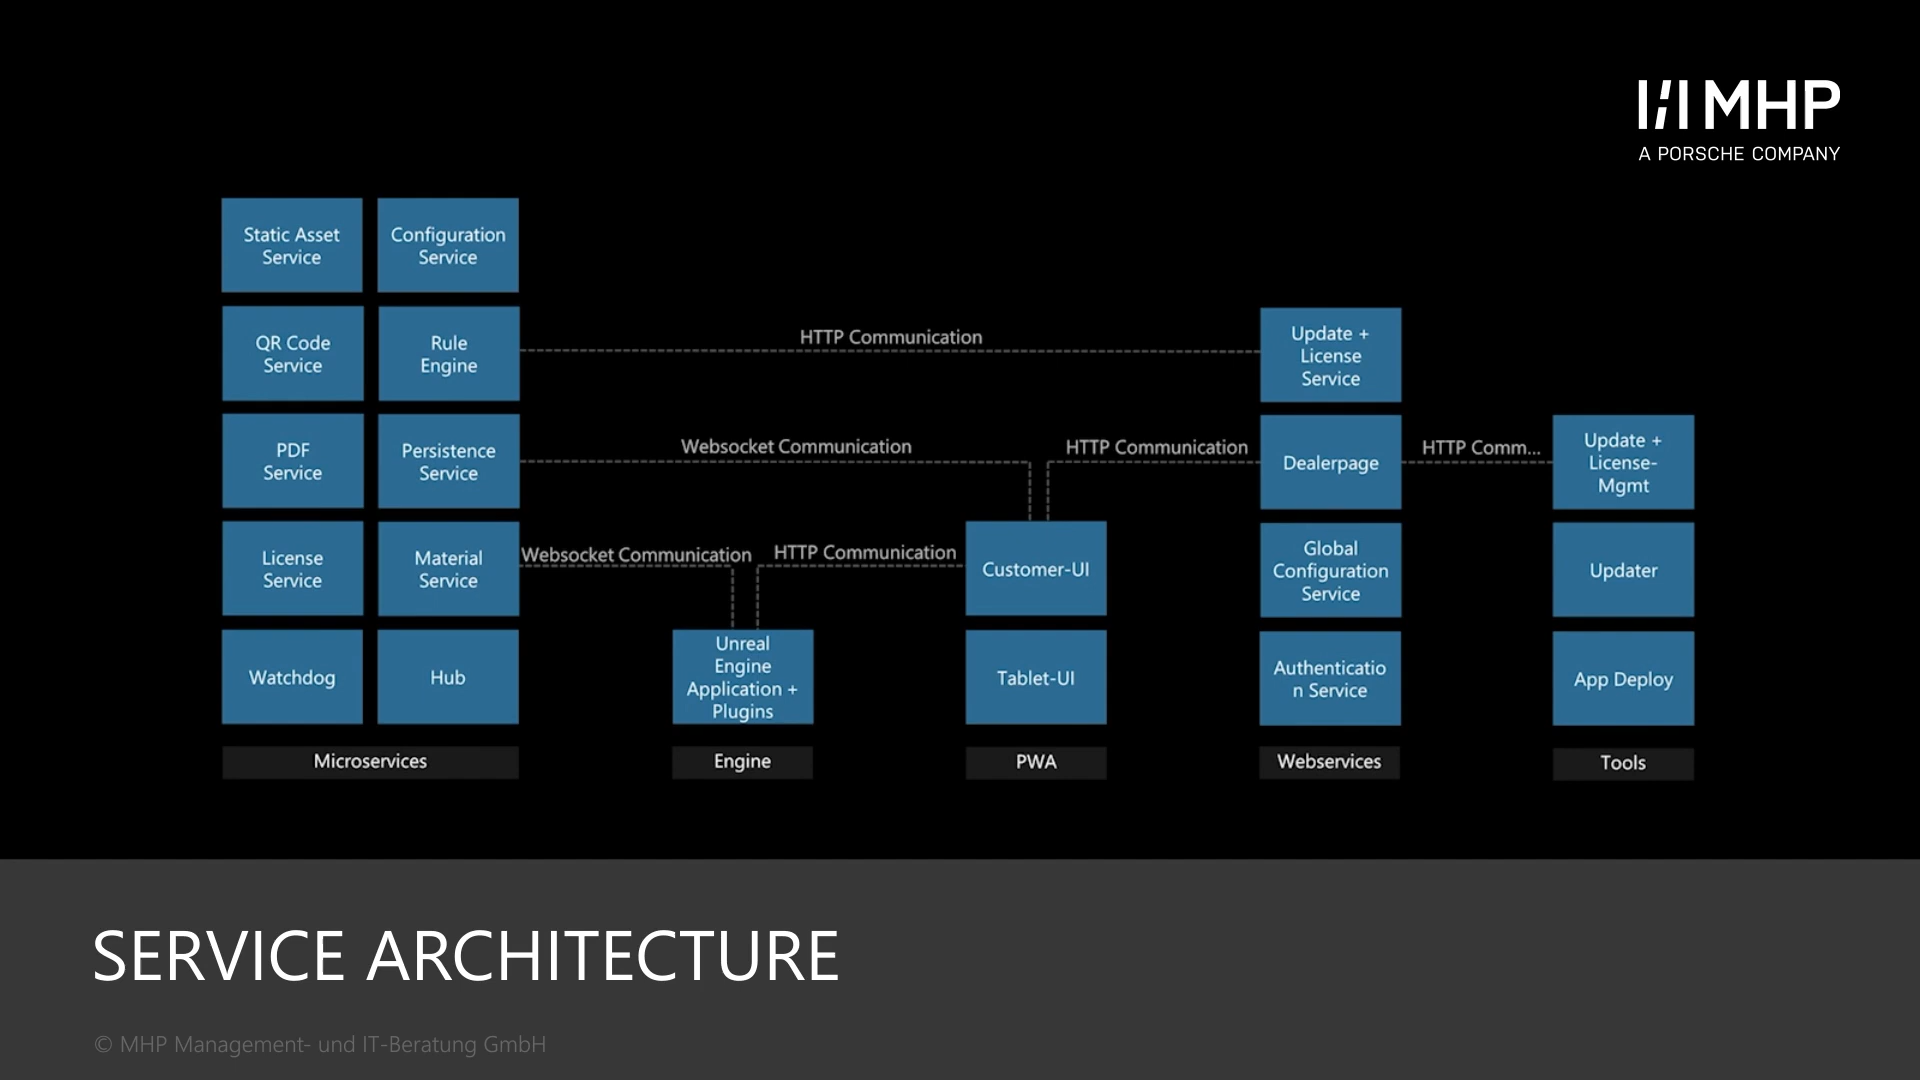 MHP
A PORSCHE COMPANY
Static Asset
Service
Configuration
Service
QR Code
Service
Rule
Engine
HTTP Communication
Update +
License
Service
PDF
Service
Persistence
Service
Websocket Communication
HTTP Communication
Dealerpage
HTTP Comm...
Update +
License-
Mgmt
License
Service
Material
Service
Websocket Communication
HTTP Communication
Customer-UI
Global
Configuration
Service
Updater
Watchdog
Hub
Unreal
Engine
Application +
Plugins
Tablet-UI
Authenticatio
n Service
App Deploy
Microservices
Engine
PWA
Webservices
Tools
SERVICE ARCHITECTURE
© MHP Management- und IT-Beratung GmbH